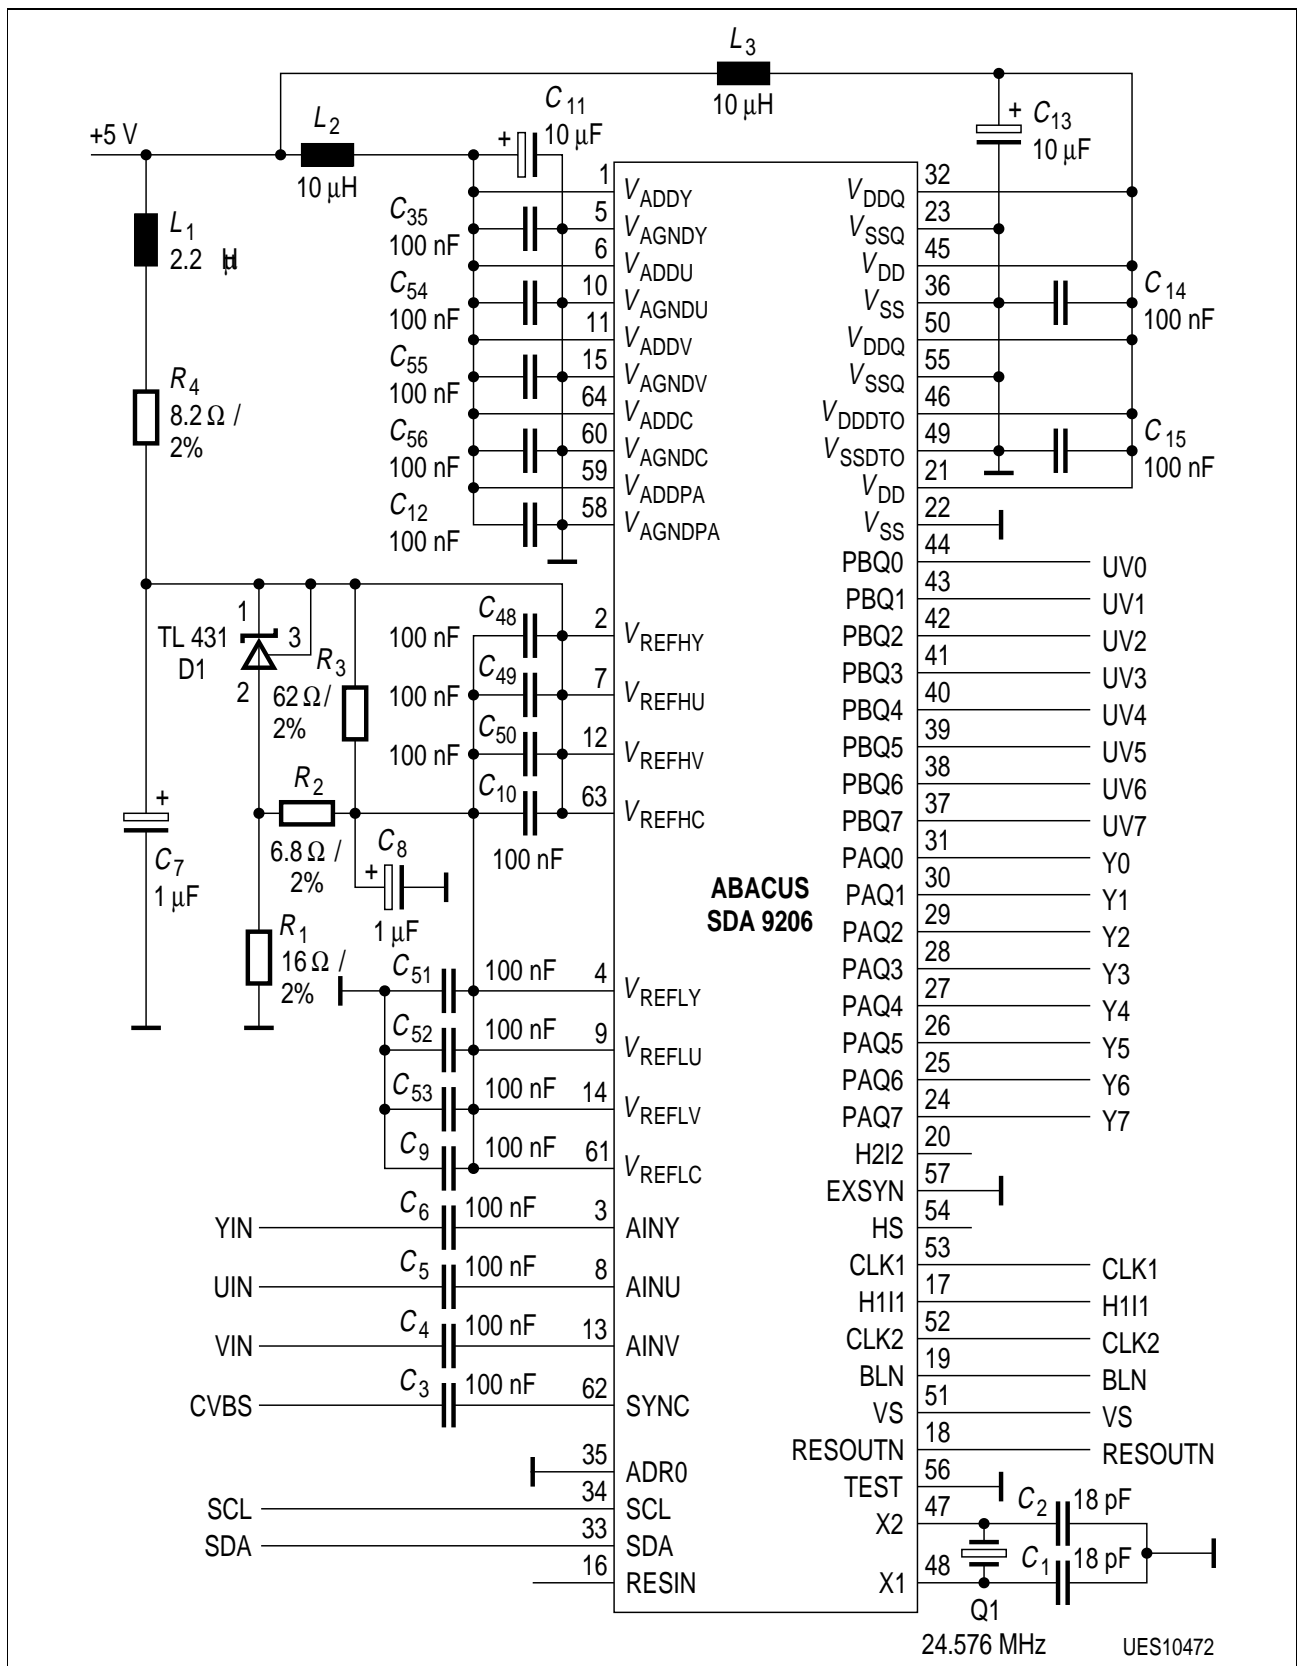 L3
10 μH
+5 V
L2
10 μH
C11
10 μF
+
+
C13
10 μF
L1
2.2 μH
R4
8.2 Ω /
2%
C35
100 nF
C54
100 nF
C55
100 nF
C56
100 nF
C12
100 nF
1 VADDY
5 VAGNDY
6 VADDU
10 VAGNDU
11 VADDV
15 VAGNDV
64 VADDC
60 VAGNDC
59 VADDPA
58 VAGNDPA
VDDQ 32
VSSQ 23
VDD 45
VSS 36
VDDQ 50
VSSQ 55
VDDDTO 46
VSSDTO 49
VDD 21
VSS 22
C14
100 nF
C15
100 nF
1
TL 431
D1
3
2
R3
62 Ω /
2%
R2
6.8 Ω /
2%
+
C7
1 μF
+
C8
1 μF
R1
16 Ω /
2%
C48
100 nF
2 VREFHY
C49
100 nF
7 VREFHU
C50
100 nF
12 VREFHV
C10
100 nF
63 VREFHC
C51 100 nF 4 VREFLY
C52 100 nF 9 VREFLU
C53 100 nF 14 VREFLV
C9 100 nF 61 VREFLC
YIN C6 100 nF 3 AINY
UIN C5 100 nF 8 AINU
VIN C4 100 nF 13 AINV
CVBS C3 100 nF 62 SYNC
35 ADR0
SCL 34 SCL
SDA 33 SDA
16 RESIN
ABACUS
SDA 9206
PBQ0 44 UV0
PBQ1 43 UV1
PBQ2 42 UV2
PBQ3 41 UV3
PBQ4 40 UV4
PBQ5 39 UV5
PBQ6 38 UV6
PBQ7 37 UV7
PAQ0 31 Y0
PAQ1 30 Y1
PAQ2 29 Y2
PAQ3 28 Y3
PAQ4 27 Y4
PAQ5 26 Y5
PAQ6 25 Y6
PAQ7 24 Y7
H2I2 20
EXSYN 57
HS 54
CLK1 53 CLK1
H1I1 17 H1I1
CLK2 52 CLK2
BLN 19 BLN
VS 51 VS
RESOUTN 18 RESOUTN
TEST 56
X2 47 C2 18 pF
X1 48 C1 18 pF
Q1
24.576 MHz
UES10472